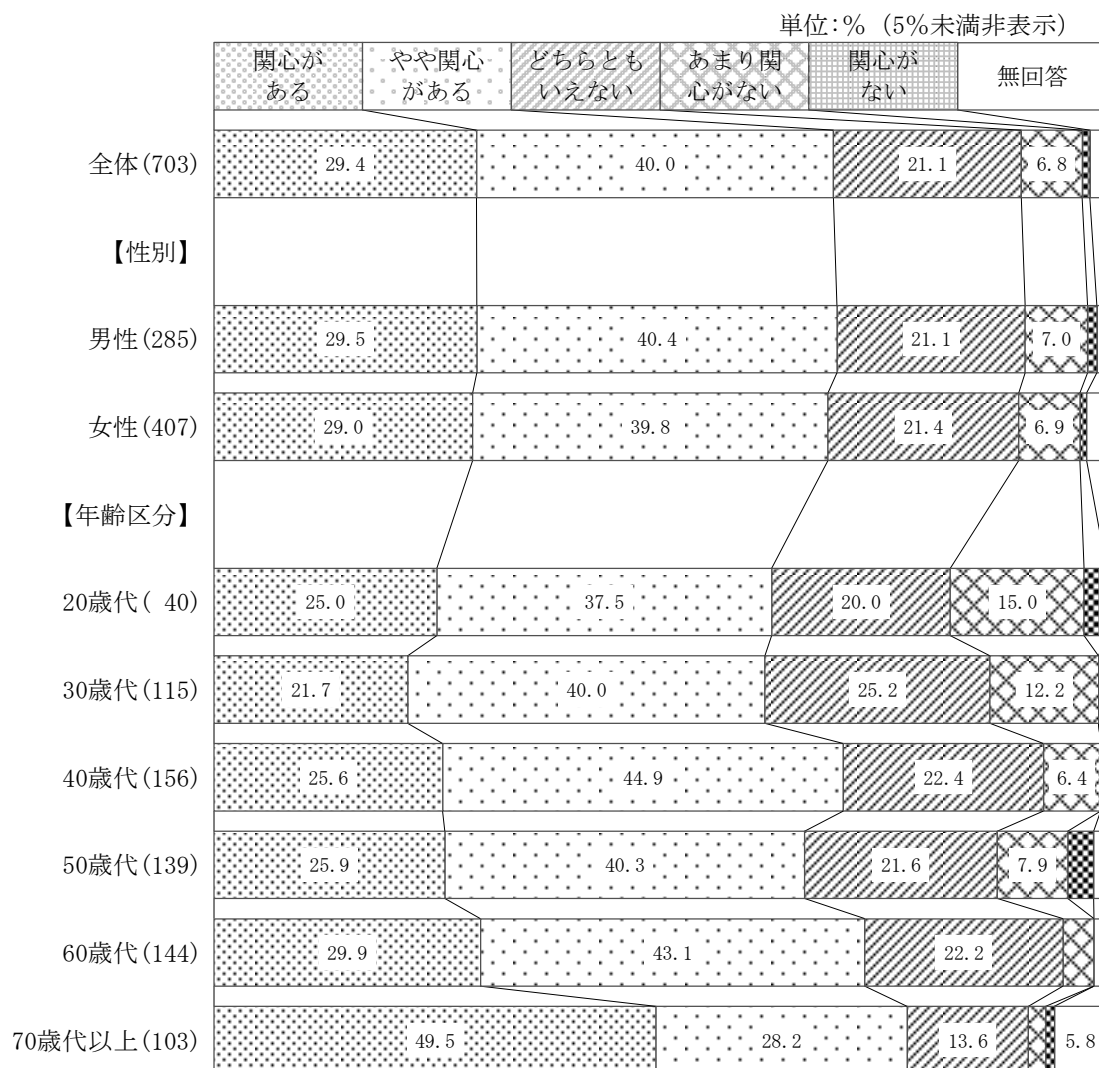 単位:％（5％未満非表示）
関心が
ある
やや関心
がある
どちらとも
いえない
あまり関
心がない
関心が
ない
無回答
全体(703) 29.4 40.0 21.1 6.8
【性別】
男性(285) 29.5 40.4 21.1 7.0
女性(407) 29.0 39.8 21.4 6.9
【年齢区分】
20歳代( 40) 25.0 37.5 20.0 15.0
30歳代(115) 21.7 40.0 25.2 12.2
40歳代(156) 25.6 44.9 22.4 6.4
50歳代(139) 25.9 40.3 21.6 7.9
60歳代(144) 29.9 43.1 22.2
70歳代以上(103) 49.5 28.2 13.6 5.8